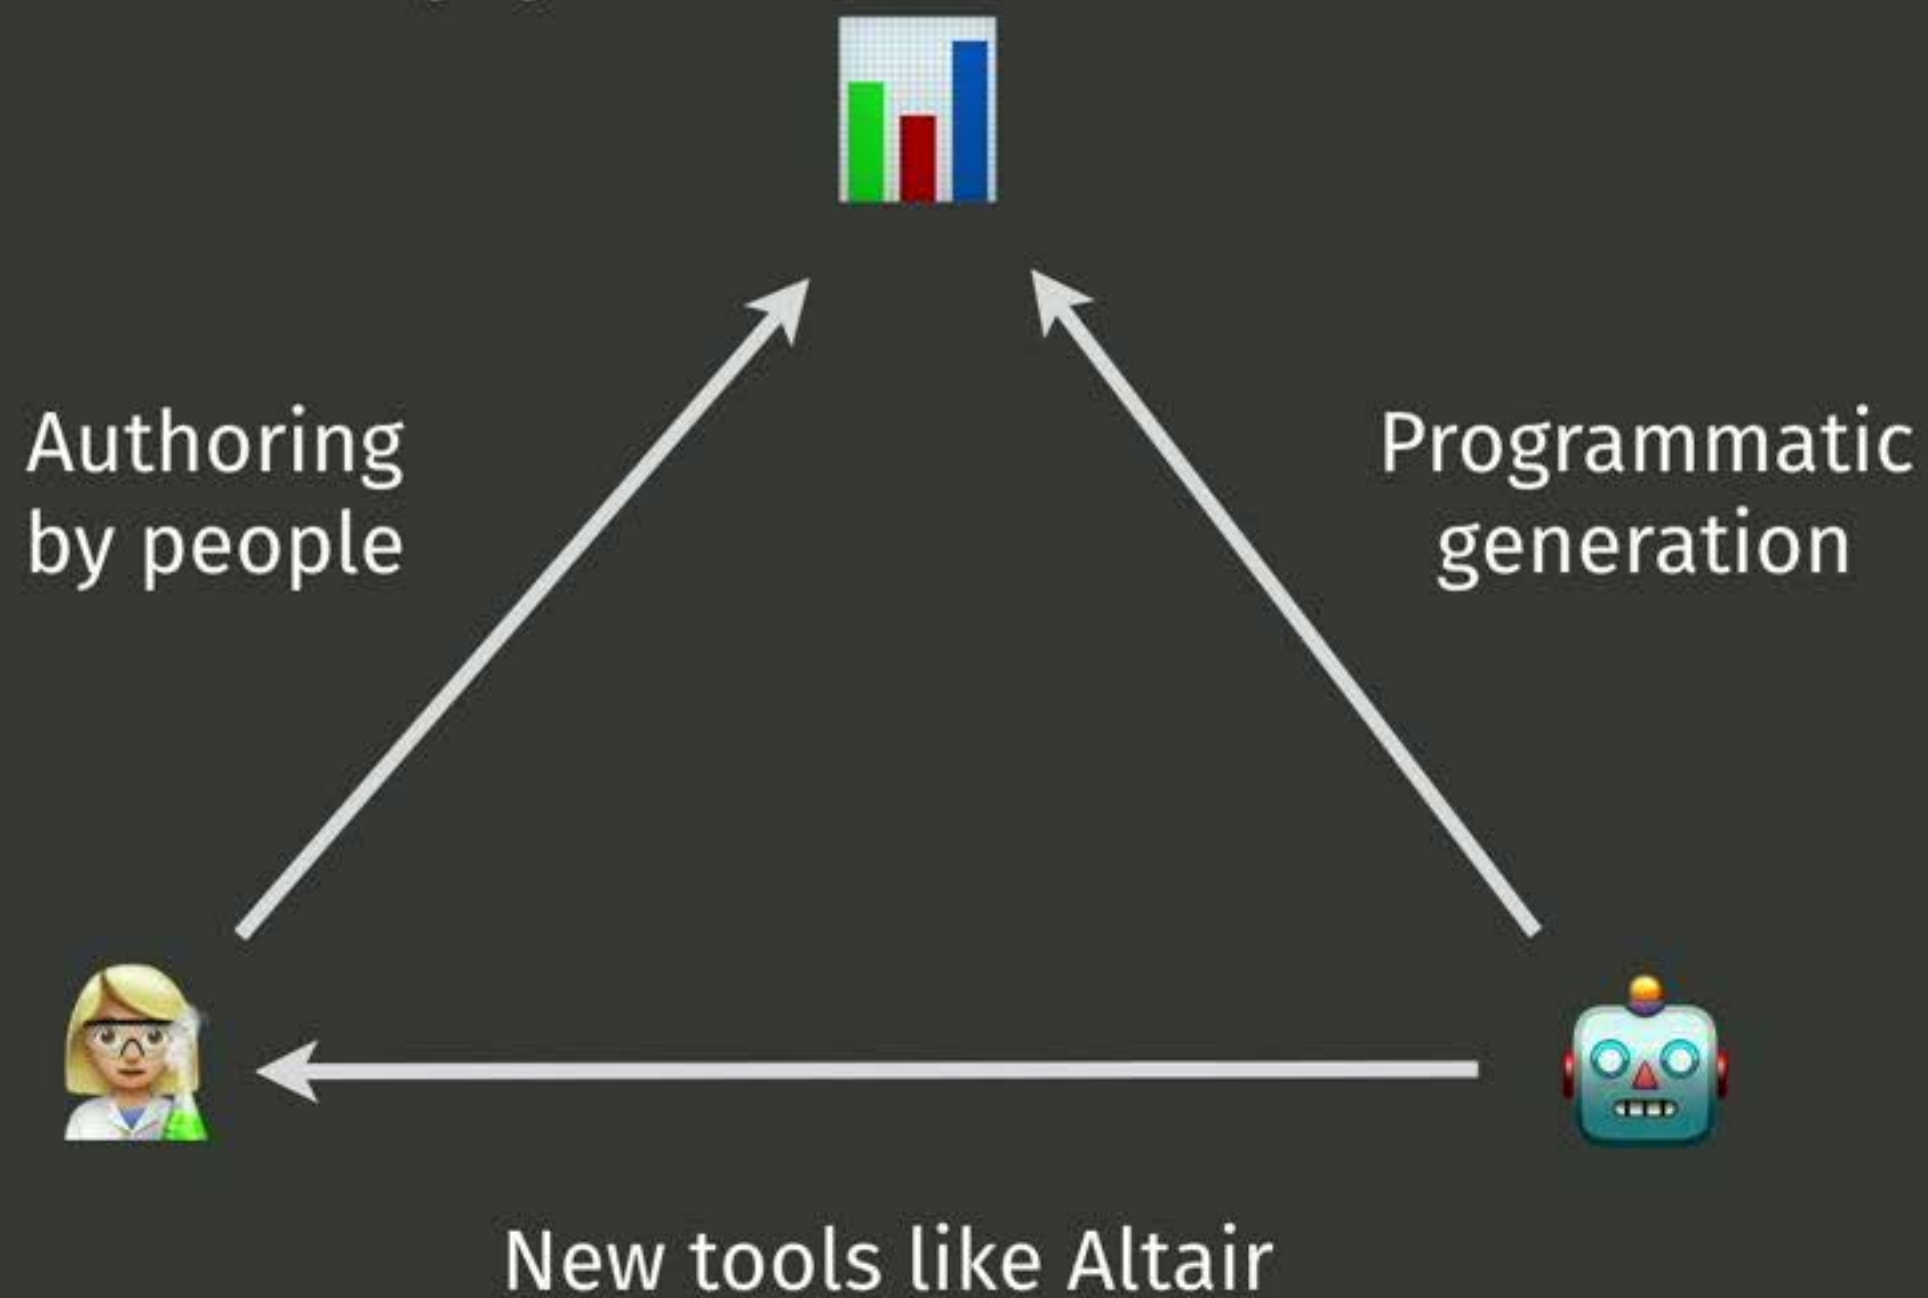 Authoring
by people
Programmatic
generation
New tools like Altair